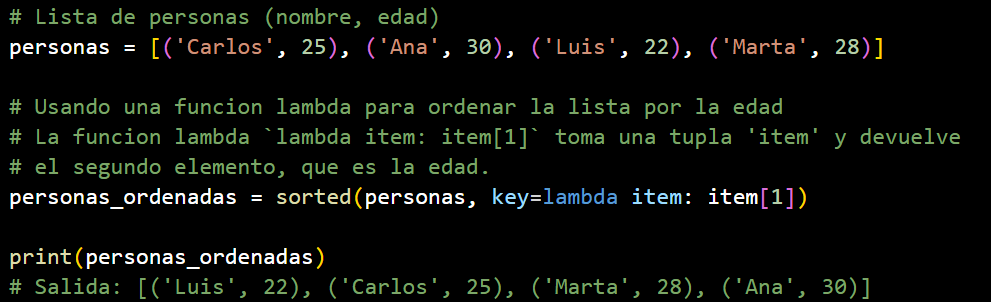 # Lista de personas (nombre, edad)
personas = [('Carlos', 25), ('Ana', 30), ('Luis', 22), ('Marta', 28)]
# Usando una funcion lambda para ordenar la lista por la edad
# La funcion lambda `lambda item: item[1]` toma una tupla 'item' y devuelve
# el segundo elemento, que es la edad.
personas_ordenadas = sorted(personas, key=lambda item: item[1])
print(personas_ordenadas)
# Salida: [('Luis', 22), ('Carlos', 25), ('Marta', 28), ('Ana', 30)]